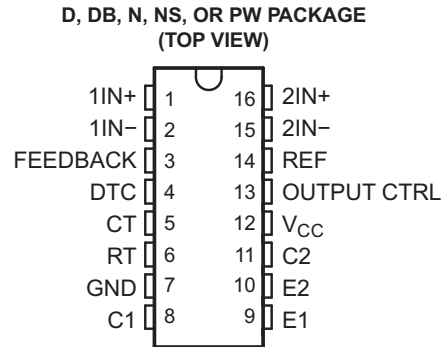 D, DB, N, NS, OR PW PACKAGE
(TOP VIEW)
1IN+ 1 16 2IN+
1IN− 2 15 2IN−
FEEDBACK 3 14 REF
DTC 4 13 OUTPUT CTRL
CT 5 12 VCC
RT 6 11 C2
GND 7 10 E2
C1 8 9 E1